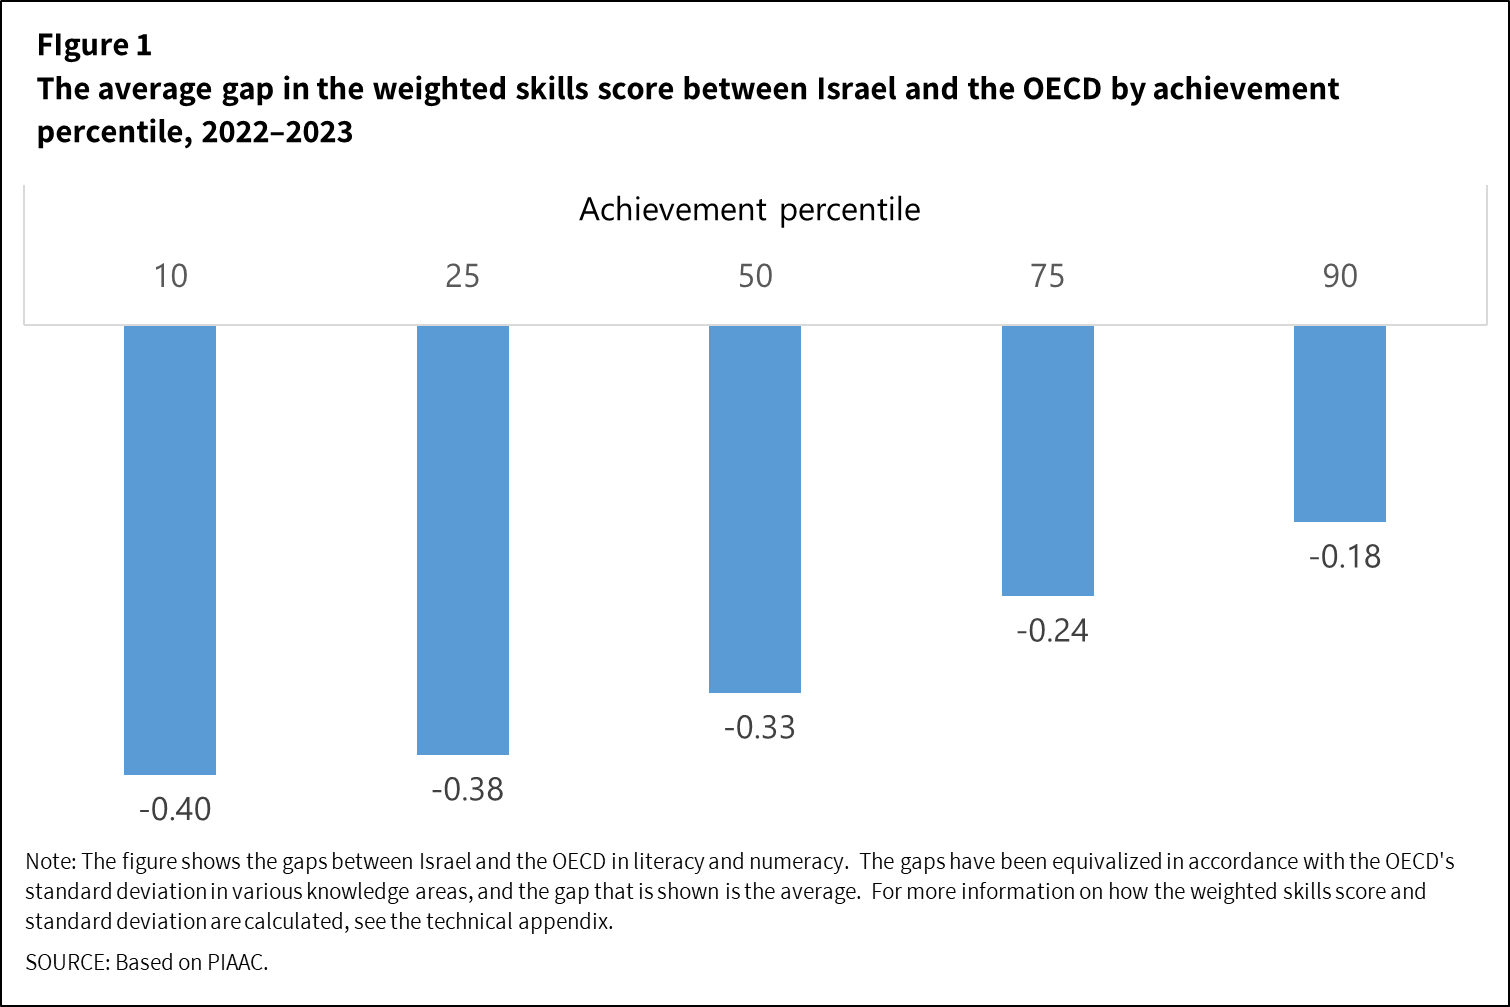 FIgure 1
The average gap in the weighted skills score between Israel and the OECD by achievement
percentile, 2022–2023
Achievement percentile
10 25 50 75 90
-0.18
-0.24
-0.33
-0.38
-0.40
Note: The figure shows the gaps between Israel and the OECD in literacy and numeracy.  The gaps have been equivalized in accordance with the OECD's
standard deviation in various knowledge areas, and the gap that is shown is the average.  For more information on how the weighted skills score and
standard deviation are calculated, see the technical appendix.
SOURCE: Based on PIAAC.